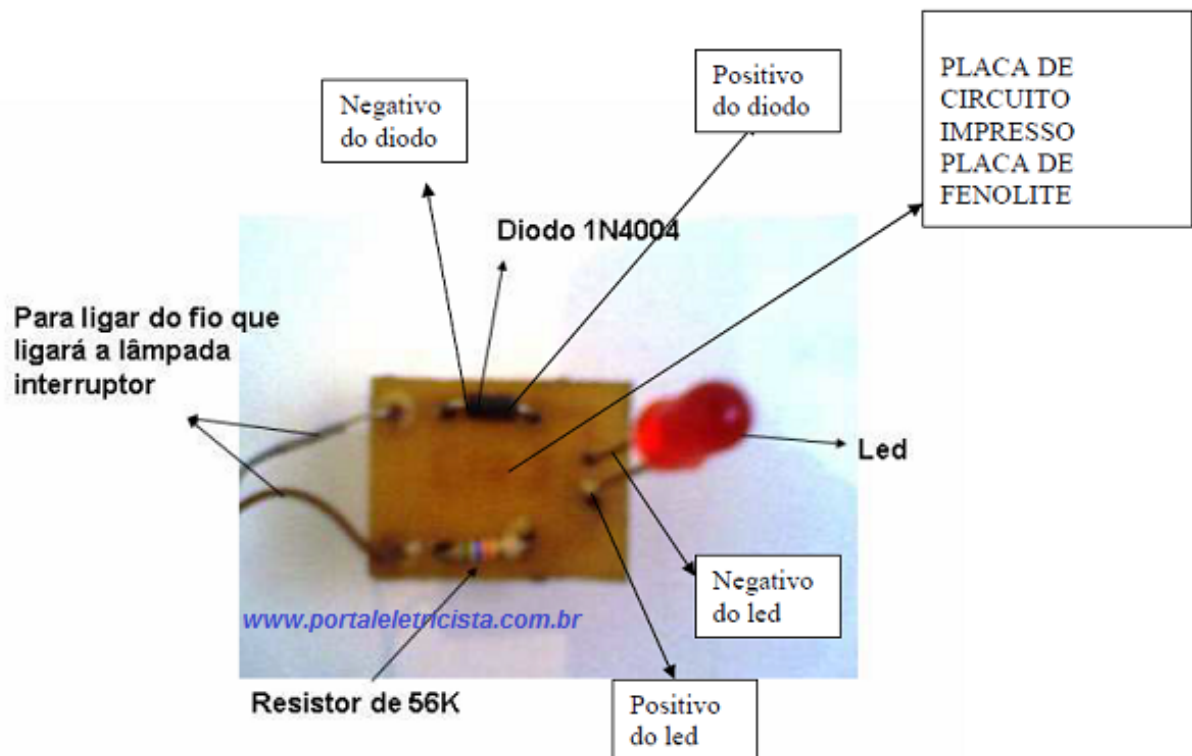 Positivo
do diodo
PLACA DE
CIRCUITO
IMPRESSO
PLACA DE
FENOLITE
Negativo
do diodo
Diodo 1N4004
Para ligar do fio que
ligará a lâmpada
interruptor
Led
Negativo
do led
www.portaleletricista.com.br
Resistor de 56K
Positivo
do led